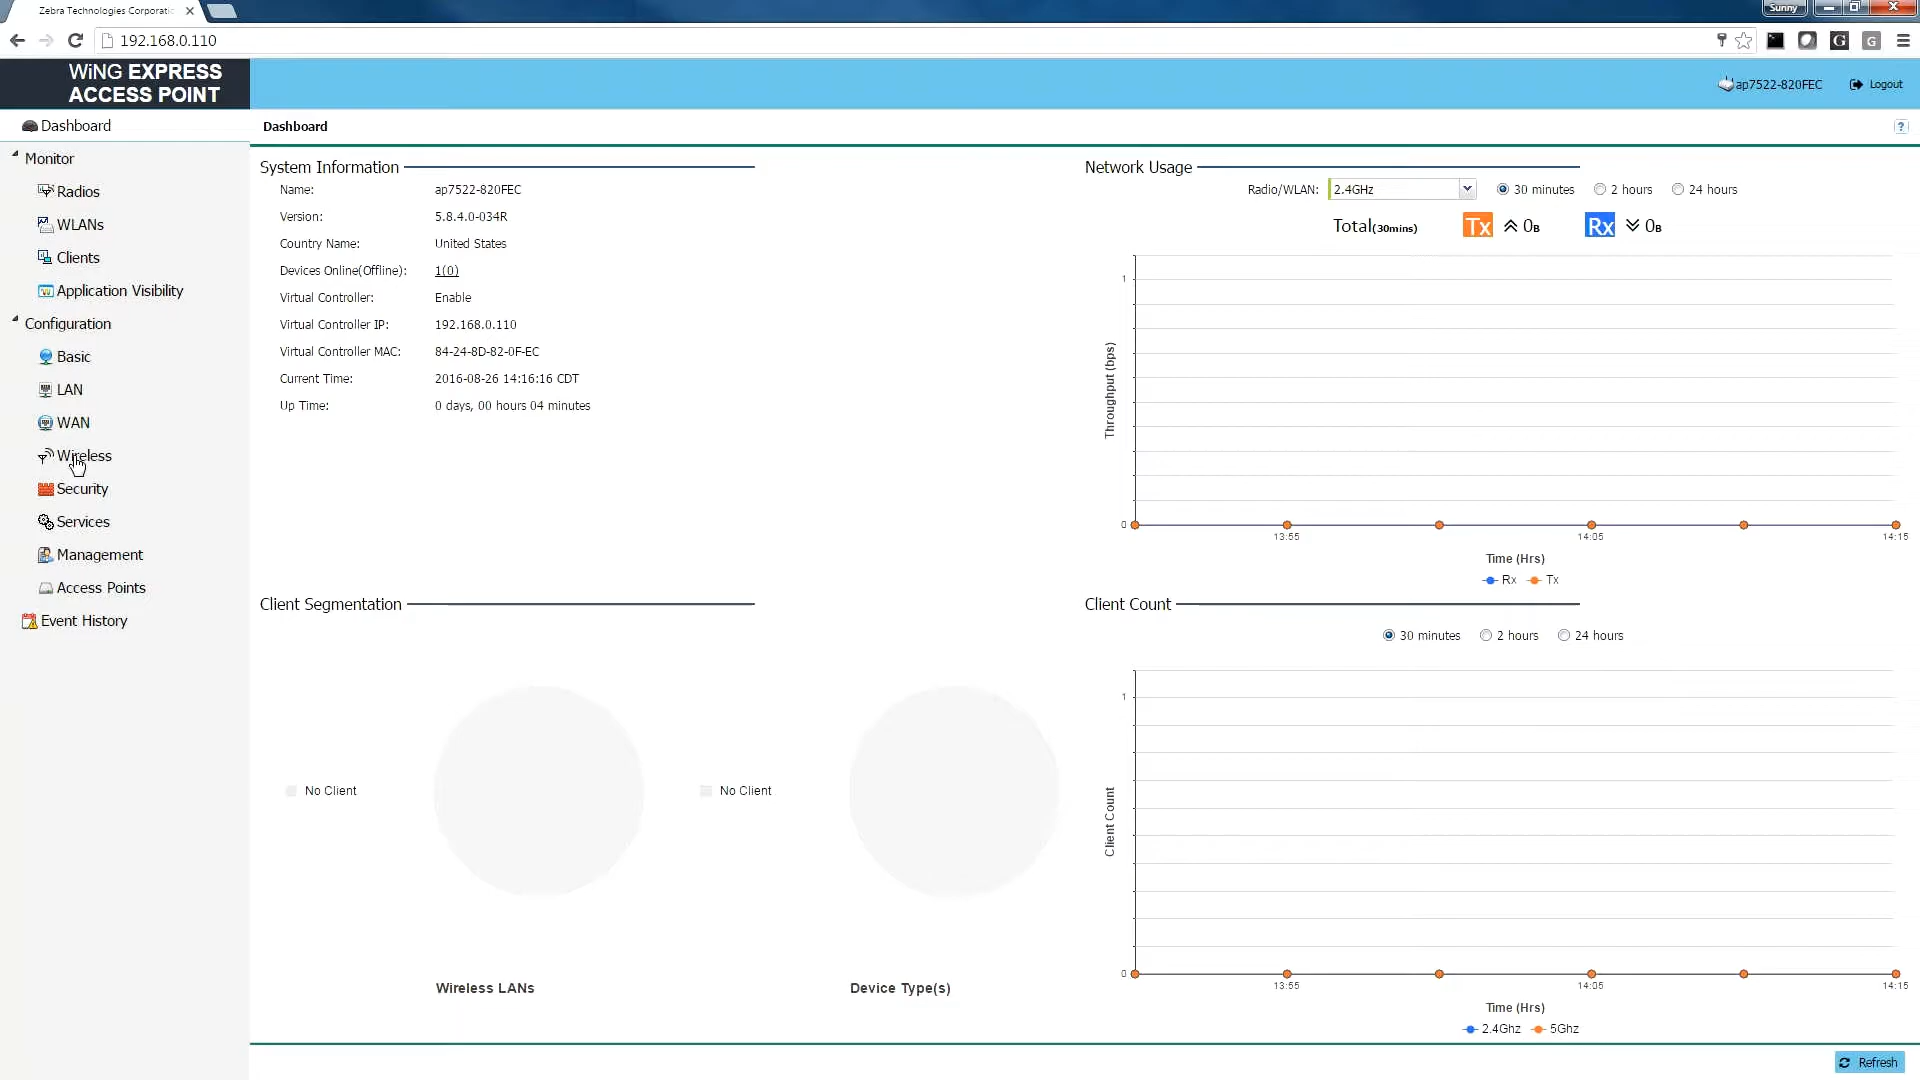 Zebra Technologies Corporatio
Sunny
192.168.0.110
WiNG EXPRESS
ACCESS POINT
ap7522-820FEC
Logout
Dashboard
Monitor
Radios
WLANs
Clients
Application Visibility
Configuration
Basic
LAN
WAN
Wireless
Security
Services
Management
Access Points
Event History
Dashboard
?
System Information
Name: ap7522-820FEC
Version: 5.8.4.0-034R
Country Name: United States
Devices Online(Offline): 1(0)
Virtual Controller: Enable
Virtual Controller IP: 192.168.0.110
Virtual Controller MAC: 84-24-8D-82-0F-EC
Current Time: 2016-08-26 14:16:16 CDT
Up Time: 0 days, 00 hours 04 minutes
Network Usage
Radio/WLAN: 2.4GHz 30 minutes 2 hours 24 hours
Total(30mins) Tx 0B Rx 0B
Throughput (bps)
1
0
13:55 14:05 14:15
Time (Hrs)
Rx Tx
Client Segmentation
No Client
Wireless LANs
No Client
Device Type(s)
Client Count
30 minutes 2 hours 24 hours
Client Count
1
0
13:55 14:05 14:15
Time (Hrs)
2.4Ghz 5Ghz
Refresh